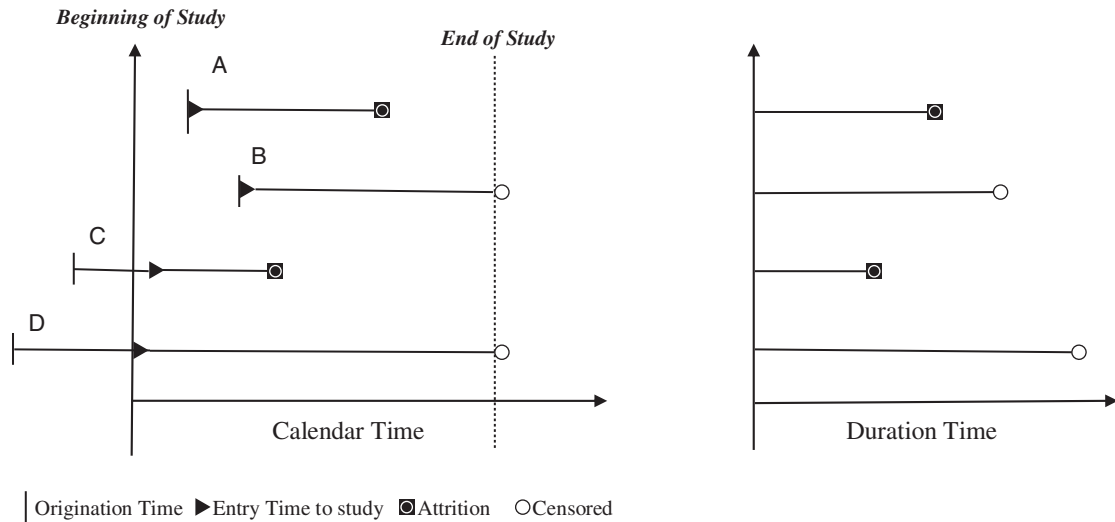 Beginning of Study
End of Study
A
B
C
D
Calendar Time
Duration Time
Origination Time Entry Time to study Attrition Censored